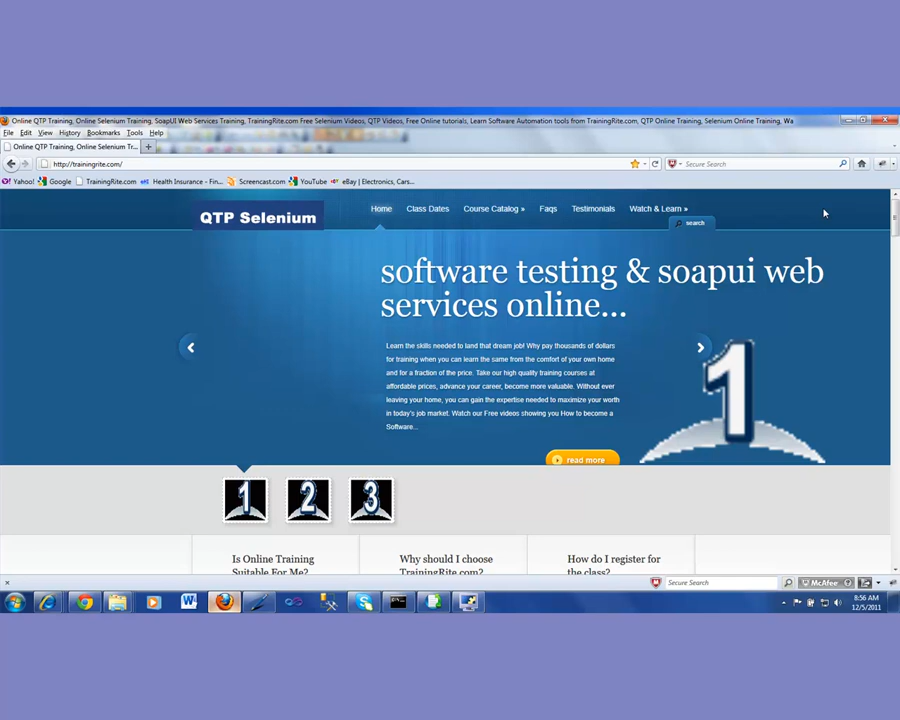 Online QTP Training, Online Selenium Training. SoapUI Web Services Training, TrainingRite.com Free Selenium Videos, QTP Videos, Free Online tutorials, Learn Software Automation tools from TrainingRite.com, QTP Online Training, Selenium Online Training, Wa
File Edit View History Bookmarks Tools Help
Online QTP Training, Online Selenium Tr...
http://trainingrite.com/
Secure Search
Yahoo! Google TrainingRite.com Health Insurance - Fin... Screencast.com YouTube eBay | Electronics, Cars...
QTP Selenium
Home Class Dates Course Catalog » Faqs Testimonials Watch & Learn »
search
software testing & soapui web
services online...
Learn the skills needed to land that dream job! Why pay thousands of dollars
for training when you can learn the same from the comfort of your own home
and for a fraction of the price. Take our high quality training courses at
affordable prices, advance your career, become more valuable. Without ever
leaving your home, you can gain the expertise needed to maximize your worth
in today's job market. Watch our Free videos showing you How to become a
Software...
1
read more
1 2 3
Is Online Training
Suitable For Me?
Why should I choose
TrainingRite.com?
How do I register for
the class?
Secure Search
McAfee
8:56 AM
12/5/2011